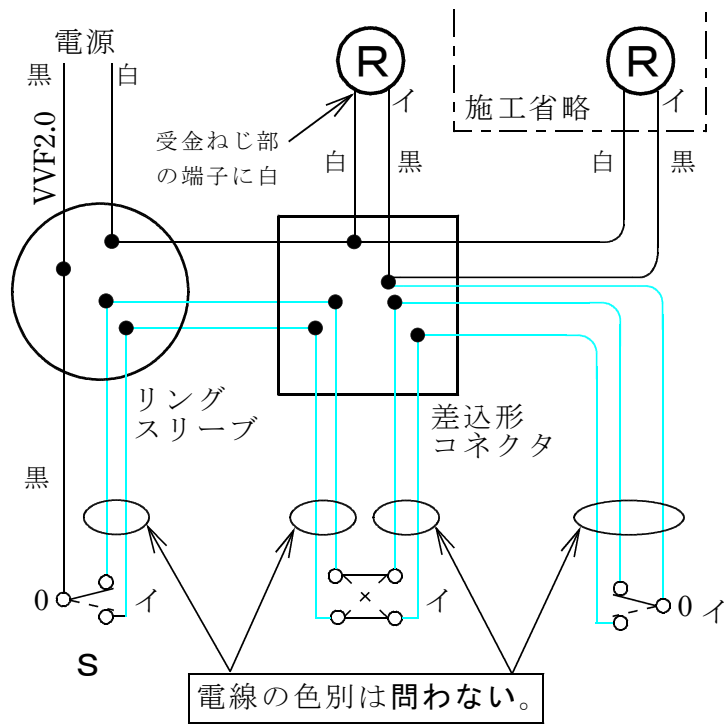 電源
黒
白
VVF2.0
R
イ
受金ねじ部
の端子に白
白
黒
施工省略
R
イ
白
黒
リング
スリーブ
差込形
コネクタ
黒
0
イ
S
×
イ
0 イ
電線の色別は問わない。